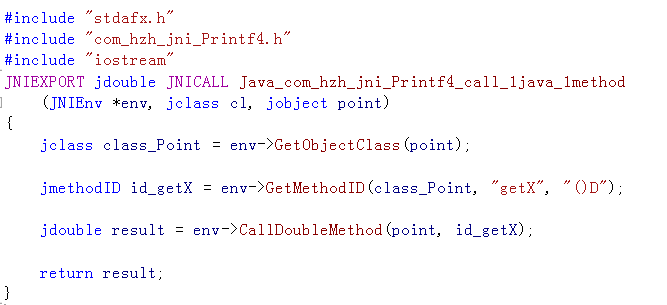 #include "stdafx.h"
#include "com_hzh_jni_Printf4.h"
#include "iostream"
JNIEXPORT jdouble JNICALL Java_com_hzh_jni_Printf4_call_1java_1method
(JNIEnv *env, jclass cl, jobject point)
{
jclass class_Point = env->GetObjectClass(point);
jmethodID id_getX = env->GetMethodID(class_Point, "getX", "()D");
jdouble result = env->CallDoubleMethod(point, id_getX);
return result;
}